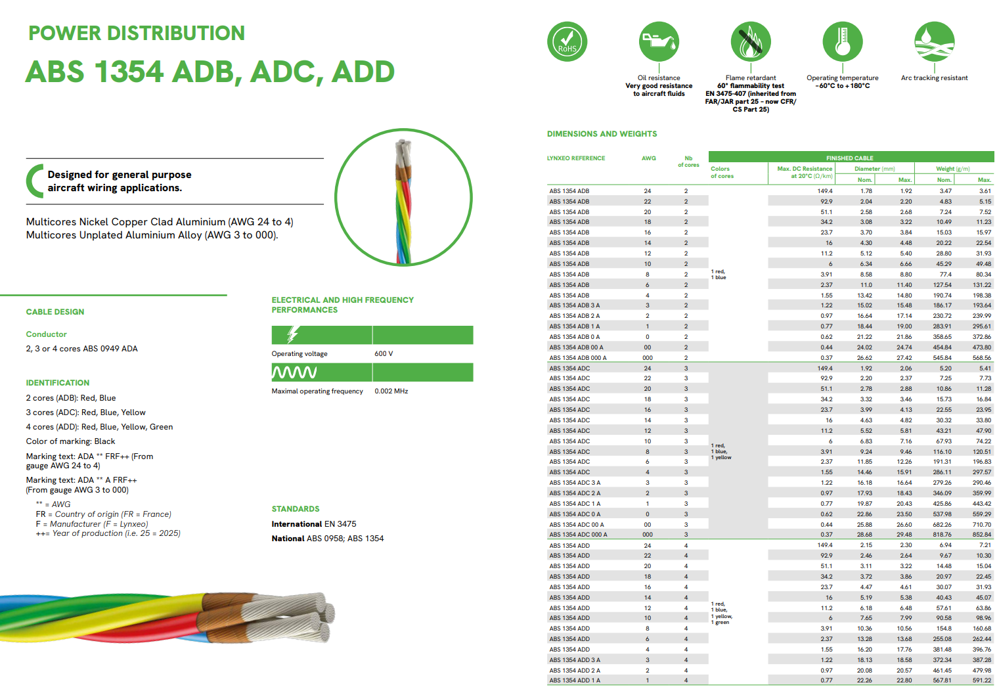 POWER DISTRIBUTION
ABS 1354 ADB, ADC, ADD
Designed for general purpose
aircraft wiring applications.
Multicores Nickel Copper Clad Aluminium (AWG 24 to 4)
Multicores Unplated Aluminium Alloy (AWG 3 to 000).
CABLE DESIGN
Conductor
2, 3 or 4 cores ABS 0949 ADA
IDENTIFICATION
2 cores (ADB): Red, Blue
3 cores (ADC): Red, Blue, Yellow
4 cores (ADD): Red, Blue, Yellow, Green
Color of marking: Black
Marking text: ADA ** FRF++ (From
gauge AWG 24 to 4)
Marking text: ADA ** A FRF++
(From gauge AWG 3 to 000)
** = AWG
FR = Country of origin (FR = France)
F = Manufacturer (F = Lynxeo)
++= Year of production (i.e. 25 = 2025)
ELECTRICAL AND HIGH FREQUENCY
PERFORMANCES
Operating voltage 600 V
Maximal operating frequency 0.002 MHz
STANDARDS
International EN 3475
National ABS 0958; ABS 1354
RoHS
Oil resistance
Very good resistance
to aircraft fluids
Flame retardant
60° flammability test
EN 3475-407 (inherited from
FAR/JAR part 25 – now CFR/
CS Part 25)
Operating temperature
–60°C to + 180°C
Arc tracking resistant
DIMENSIONS AND WEIGHTS
LYNXEO REFERENCE AWG Nb of cores FINISHED CABLE
Colors of cores Max. DC Resistance at 20°C (Ω/km) Diameter (mm) Weight (g/m)
Nom. Max. Nom. Max.
ABS 1354 ADB 24 2 149.4 1.78 1.92 3.47 3.61
ABS 1354 ADB 22 2 92.9 2.04 2.20 4.83 5.15
ABS 1354 ADB 20 2 51.1 2.58 2.68 7.24 7.52
ABS 1354 ADB 18 2 34.2 3.08 3.22 10.49 11.23
ABS 1354 ADB 16 2 23.7 3.70 3.84 15.03 15.97
ABS 1354 ADB 14 2 16 4.30 4.48 20.22 22.54
ABS 1354 ADB 12 2 11.2 5.12 5.40 28.80 31.93
ABS 1354 ADB 10 2 6 6.34 6.66 45.29 49.48
1 red,
1 blue
ABS 1354 ADB 8 2 3.91 8.58 8.80 77.4 80.34
ABS 1354 ADB 6 2 2.37 11.0 11.40 127.54 131.22
ABS 1354 ADB 4 2 1.55 13.42 14.80 190.74 198.38
ABS 1354 ADB 3 A 3 2 1.22 15.02 15.48 186.17 193.64
ABS 1354 ADB 2 A 2 2 0.97 16.64 17.14 230.72 239.99
ABS 1354 ADB 1 A 1 2 0.77 18.44 19.00 283.91 295.61
ABS 1354 ADB 0 A 0 2 0.62 21.22 21.86 358.65 372.86
ABS 1354 ADB 00 A 00 2 0.44 24.02 24.74 454.84 473.80
ABS 1354 ADB 000 A 000 2 0.37 26.62 27.42 545.84 568.56
ABS 1354 ADC 24 3 149.4 1.92 2.06 5.20 5.41
ABS 1354 ADC 22 3 92.9 2.20 2.37 7.25 7.73
ABS 1354 ADC 20 3 51.1 2.78 2.88 10.86 11.28
ABS 1354 ADC 18 3 34.2 3.32 3.46 15.73 16.84
ABS 1354 ADC 16 3 23.7 3.99 4.13 22.55 23.95
ABS 1354 ADC 14 3 16 4.63 4.82 30.32 33.80
ABS 1354 ADC 12 3 11.2 5.52 5.81 43.21 47.90
ABS 1354 ADC 10 3 6 6.83 7.16 67.93 74.22
1 red,
1 blue,
1 yellow
ABS 1354 ADC 8 3 3.91 9.24 9.46 116.10 120.51
ABS 1354 ADC 6 3 2.37 11.85 12.26 191.31 196.83
ABS 1354 ADC 4 3 1.55 14.46 15.91 286.11 297.57
ABS 1354 ADC 3 A 3 3 1.22 16.18 16.64 279.26 290.46
ABS 1354 ADC 2 A 2 3 0.97 17.93 18.43 346.09 359.99
ABS 1354 ADC 1 A 1 3 0.77 19.87 20.43 425.86 443.42
ABS 1354 ADC 0 A 0 3 0.62 22.86 23.50 537.98 559.29
ABS 1354 ADC 00 A 00 3 0.44 25.88 26.60 682.26 710.70
ABS 1354 ADC 000 A 000 3 0.37 28.68 29.48 818.76 852.84
ABS 1354 ADD 24 4 149.4 2.15 2.30 6.94 7.21
ABS 1354 ADD 22 4 92.9 2.46 2.64 9.67 10.30
ABS 1354 ADD 20 4 51.1 3.11 3.22 14.48 15.04
ABS 1354 ADD 18 4 34.2 3.72 3.86 20.97 22.45
ABS 1354 ADD 16 4 23.7 4.47 4.61 30.07 31.93
ABS 1354 ADD 14 4 16 5.19 5.38 40.43 45.07
1 red,
1 blue,
1 yellow,
1 green
ABS 1354 ADD 12 4 11.2 6.18 6.48 57.61 63.86
ABS 1354 ADD 10 4 6 7.65 7.99 90.58 98.96
ABS 1354 ADD 8 4 3.91 10.36 10.56 154.8 160.68
ABS 1354 ADD 6 4 2.37 13.28 13.68 255.08 262.44
ABS 1354 ADD 4 4 1.55 16.20 17.76 381.48 396.76
ABS 1354 ADD 3 A 3 4 1.22 18.13 18.58 372.34 387.28
ABS 1354 ADD 2 A 2 4 0.97 20.08 20.57 461.45 479.98
ABS 1354 ADD 1 A 1 4 0.77 22.26 22.80 567.81 591.22